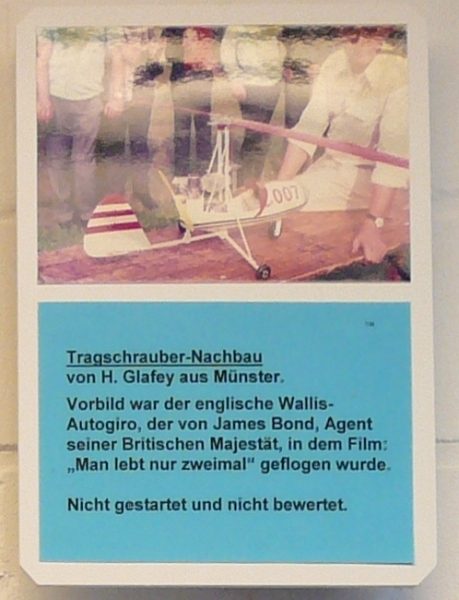 2007
Tragschrauber-Nachbau
von H. Glafey aus Münster.
Vorbild war der englische Wallis-
Autogiro, der von James Bond, Agent
seiner Britischen Majestät, in dem Film:
„Man lebt nur zweimal“ geflogen wurde.
Nicht gestartet und nicht bewertet.